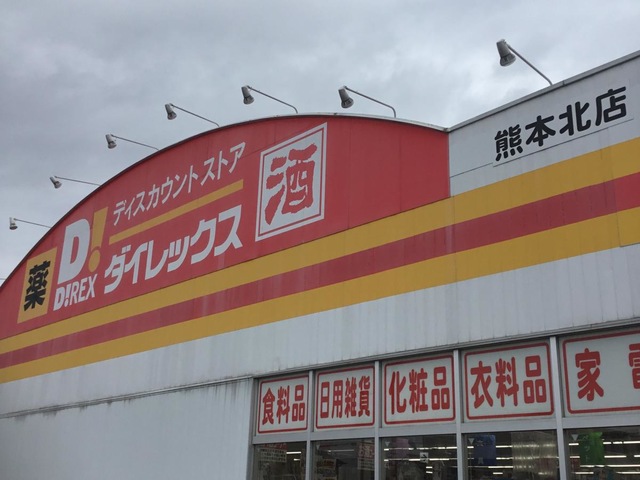 薬
D!
D!REX
ディスカウントストア
ダイレックス
酒
熊本北店
食料品
日用雑貨
化粧品
衣料品
家電